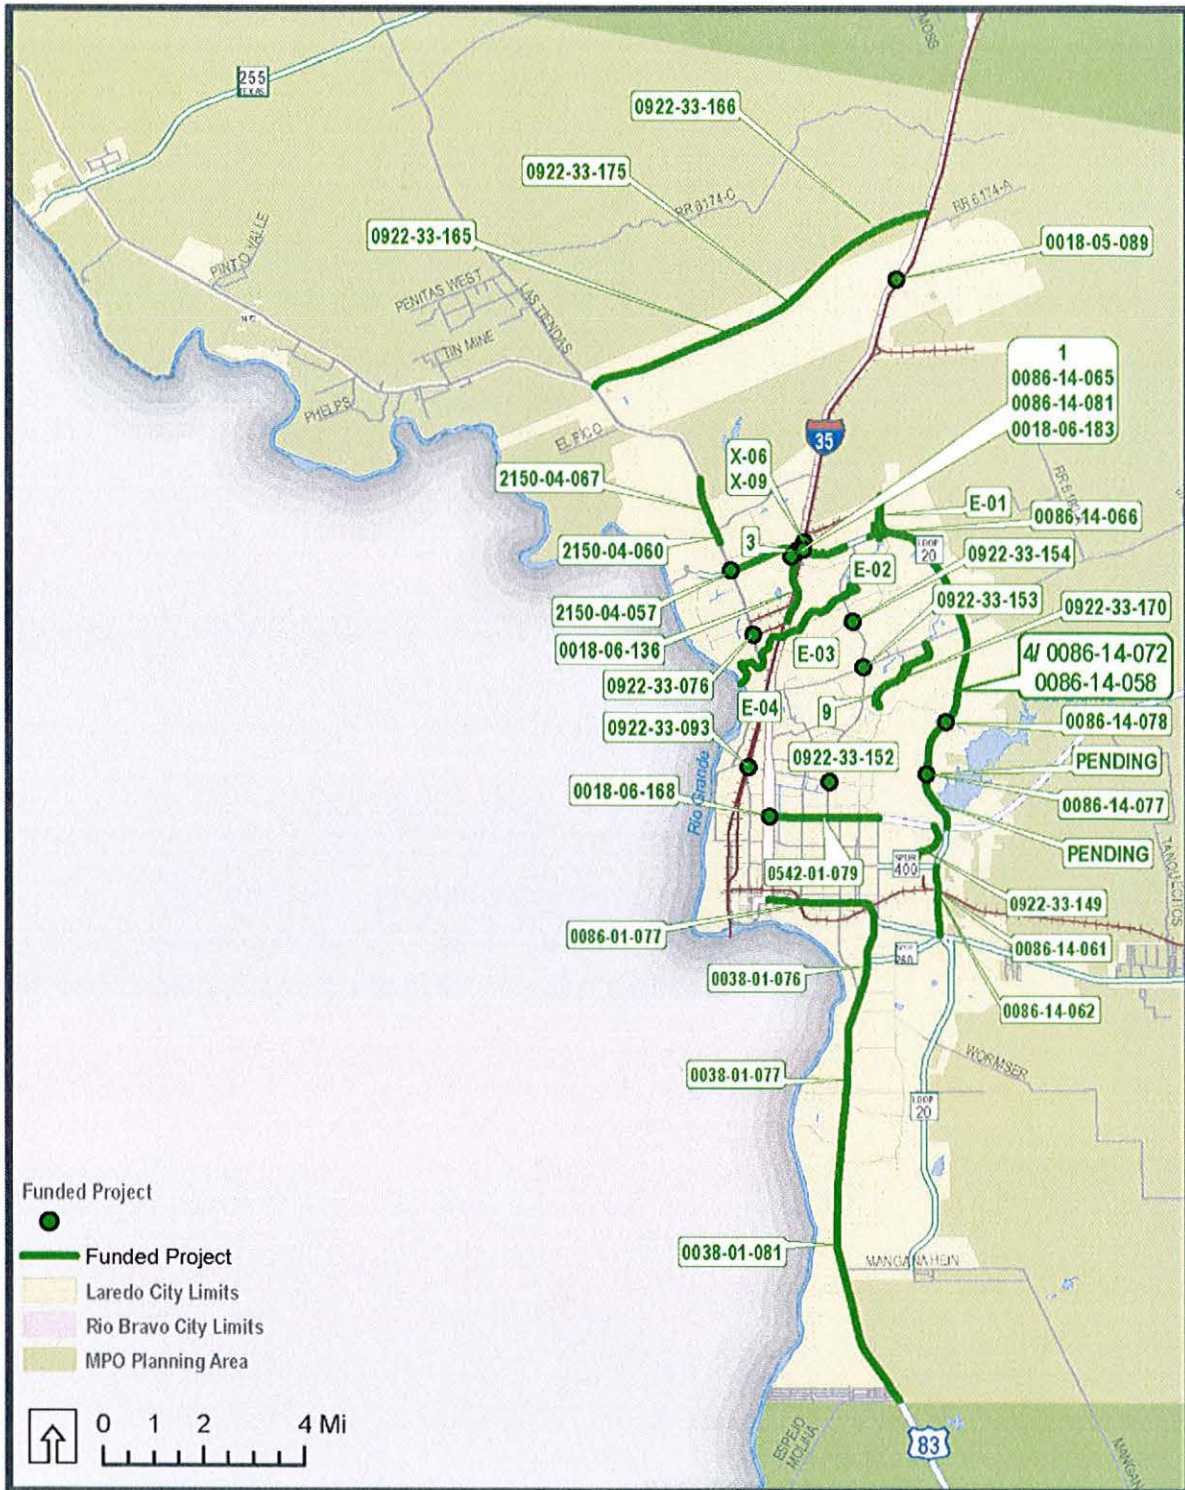 MOSS
255
TEXAS
0922-33-166
0922-33-175
RR 6174-C
RR 6174-A
0922-33-165
0018-05-089
PINTO VALLE
PENITAS WEST
LAS TIENDAS
TIN MINE
1
0086-14-065
0086-14-081
0018-06-183
PHELPS
EL PICO
35
X-06
X-09
2150-04-067
E-01
0086-14-066
3
LOOP
20
2150-04-060
0922-33-154
E-02
0922-33-153
2150-04-057
0922-33-170
0018-06-136
E-03
4/ 0086-14-072
0086-14-058
0922-33-076
E-04
9
0086-14-078
0922-33-093
0922-33-152
PENDING
0018-06-168
Rio Grande
0086-14-077
PENDING
TANQUECITOS
0542-01-079
SPUR
400
0922-33-149
0086-01-077
0086-14-061
SPUR
260
0038-01-076
0086-14-062
WORMSER
0038-01-077
LOOP
20
Funded Project
0038-01-081
MANGANA HEIN
Funded Project
Laredo City Limits
Rio Bravo City Limits
MPO Planning Area
0 1 2 4 Mi
ESPEJO
MOLINA
83
MANGAN